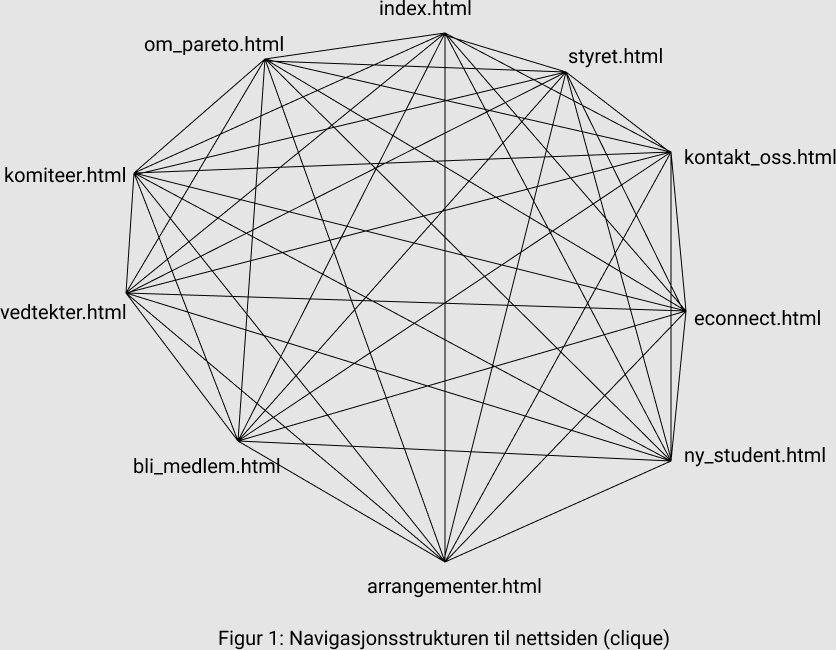 index.html
om_pareto.html
styret.html
kontakt_oss.html
komiteer.html
vedtekter.html
econnect.html
ny_student.html
bli_medlem.html
arrangementer.html
Figur 1: Navigasjonsstrukturen til nettsiden (clique)